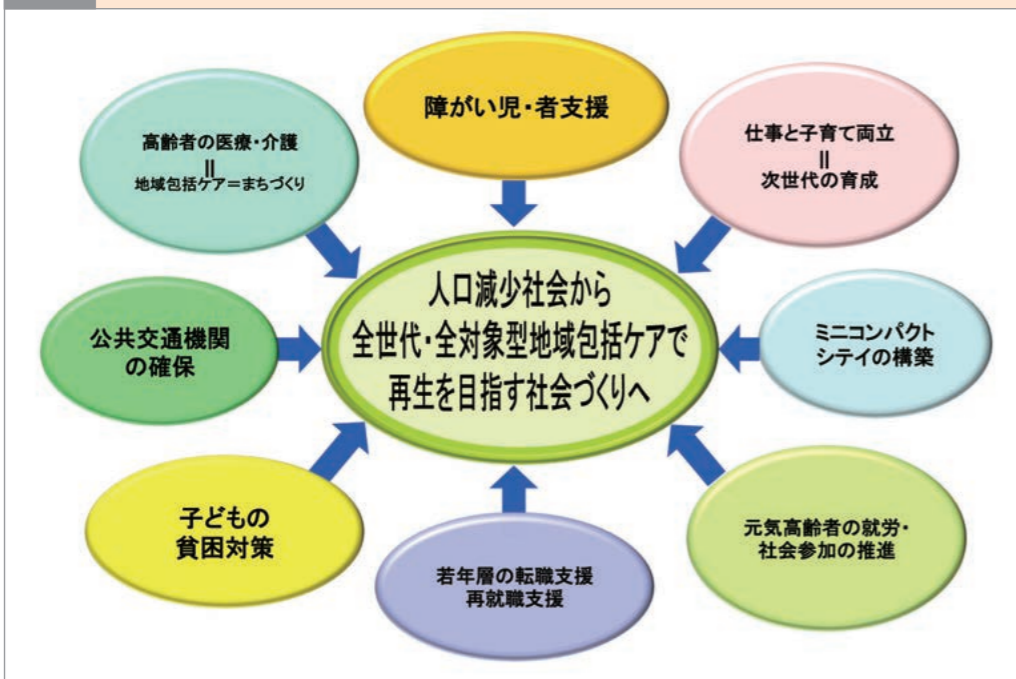 障がい児・者支援
高齢者の医療・介護
||
地域包括ケア＝まちづくり
仕事と子育て両立
||
次世代の育成
人口減少社会から
全世代・全対象型地域包括ケアで
再生を目指す社会づくりへ
公共交通機関
の確保
ミニコンパクト
シテイの構築
子どもの
貧困対策
若年層の転職支援
再就職支援
元気高齢者の就労・
社会参加の推進